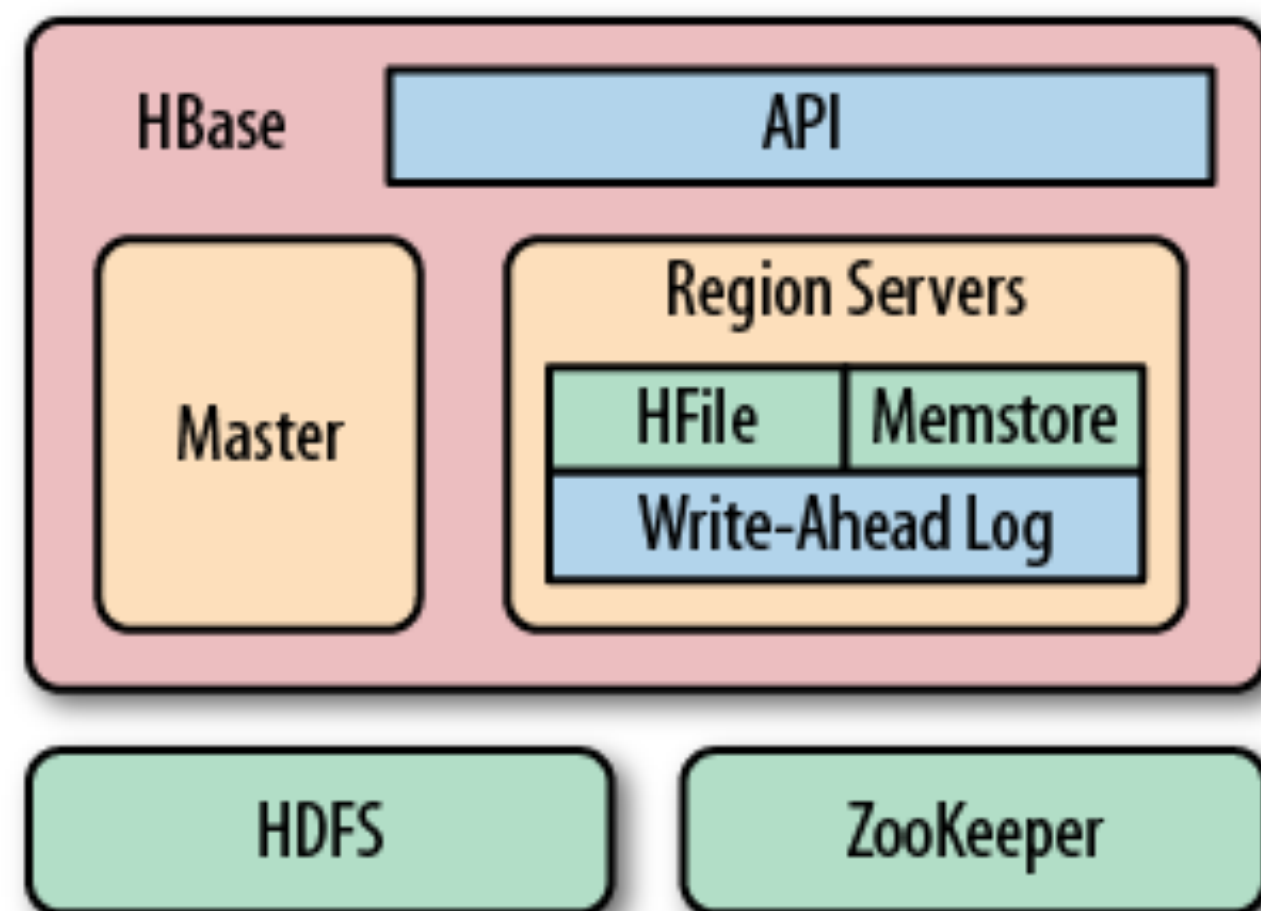 HBase
API
Master
Region Servers
HFile
Memstore
Write-Ahead Log
HDFS
ZooKeeper